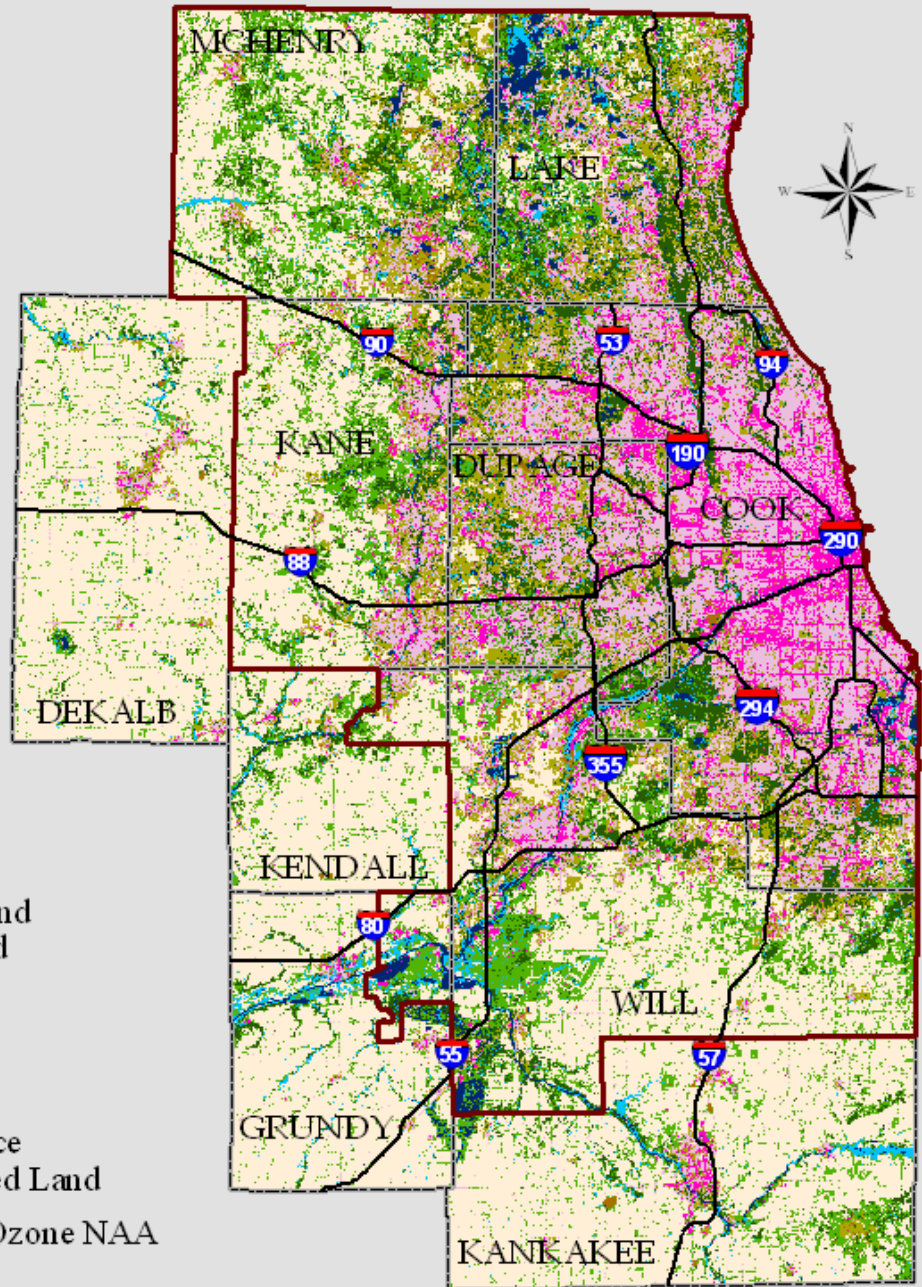 MCHENRY
LAKE
N
W E
S
90
53
94
KANE
DUPAGE
190
COOK
290
88
DEKALB
294
355
KENDALL
80
WILL
55
57
GRUNDY
KANKAKEE
nd
d
ce
ed Land
Ozone NAA